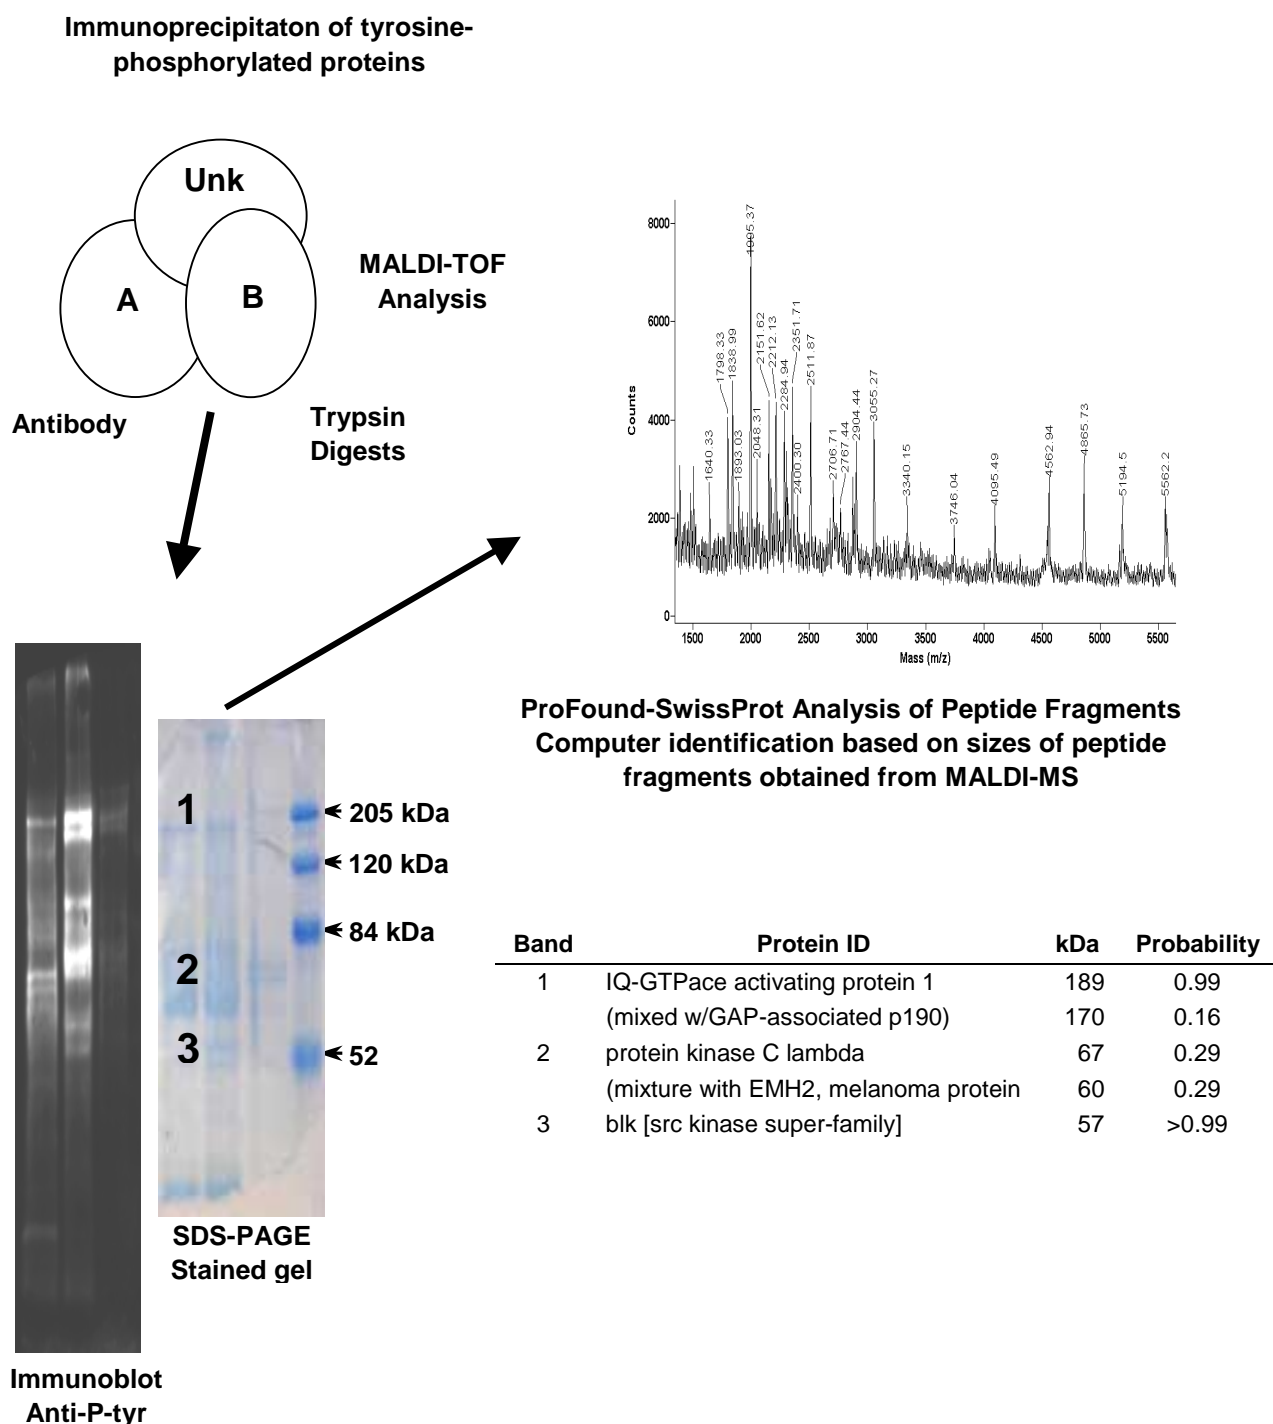 Immunoprecipitaton of tyrosine-
phosphorylated proteins
Unk
A
B
MALDI-TOF
Analysis
Antibody
Trypsin
Digests
Counts
8000
6000
4000
2000
0
1640.33
1798.33
1838.99
1893.03
1995.37
2048.31
2151.62
2212.13
2284.94
2351.71
2400.30
2511.87
2706.71
2767.44
2904.44
3055.27
3340.15
3746.04
4095.49
4562.94
4865.73
5194.5
5562.2
1500 2000 2500 3000 3500 4000 4500 5000 5500
Mass (m/z)
ProFound-SwissProt Analysis of Peptide Fragments
Computer identification based on sizes of peptide
fragments obtained from MALDI-MS
1
2
3
205 kDa
120 kDa
84 kDa
52
SDS-PAGE
Stained gel
Immunoblot
Anti-P-tyr
Band Protein ID kDa Probability
1 IQ-GTPace activating protein 1 189 0.99
(mixed w/GAP-associated p190) 170 0.16
2 protein kinase C lambda 67 0.29
(mixture with EMH2, melanoma protein 60 0.29
3 blk [src kinase super-family] 57 >0.99